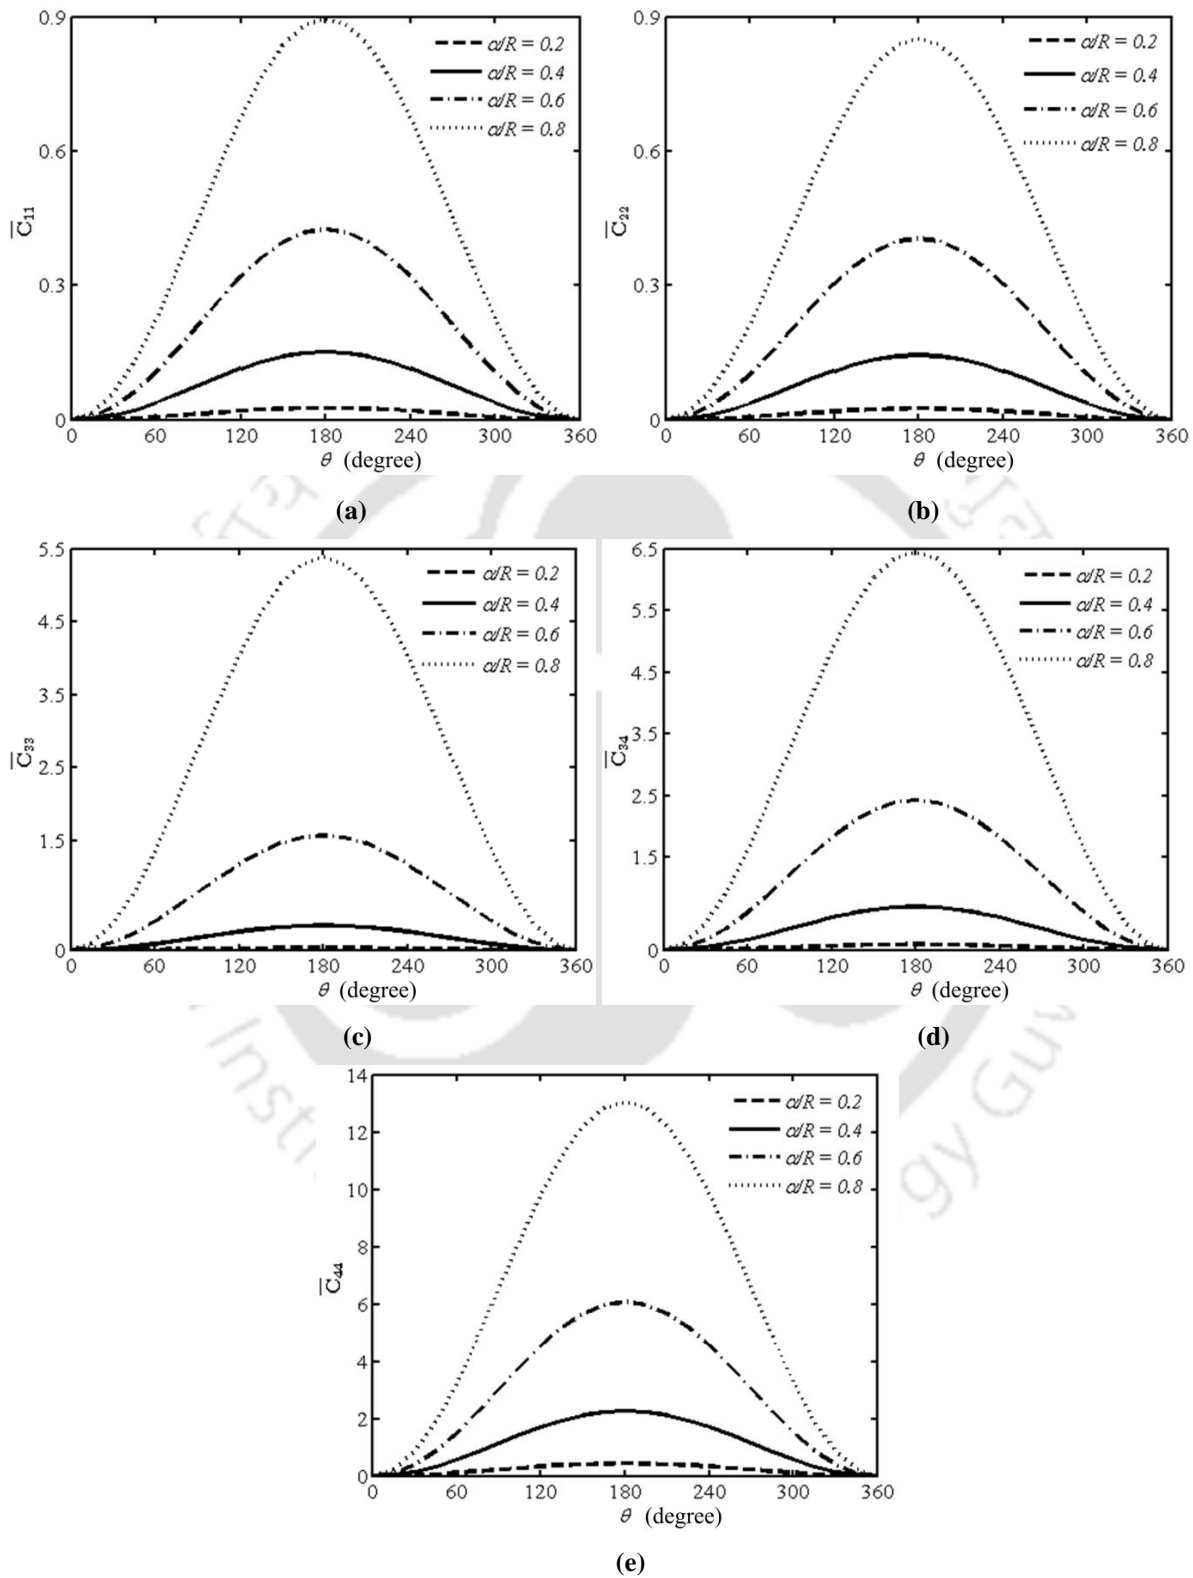 0.9
0.6
0.3
0
C̅₁₁
α/R = 0.2
α/R = 0.4
α/R = 0.6
α/R = 0.8
0 60 120 180 240 300 360
θ (degree)
(a)
0.9
0.6
0.3
0
C̅₂₂
α/R = 0.2
α/R = 0.4
α/R = 0.6
α/R = 0.8
0 60 120 180 240 300 360
θ (degree)
(b)
5.5
4.5
3.5
2.5
1.5
0
C̅₃₃
α/R = 0.2
α/R = 0.4
α/R = 0.6
α/R = 0.8
0 60 120 180 240 300 360
θ (degree)
(c)
6.5
5.5
4.5
3.5
2.5
1.5
0
C̅₃₄
α/R = 0.2
α/R = 0.4
α/R = 0.6
α/R = 0.8
0 60 120 180 240 300 360
θ (degree)
(d)
14
12
10
8
6
4
2
0
C̅₄₄
α/R = 0.2
α/R = 0.4
α/R = 0.6
α/R = 0.8
0 60 120 180 240 300 360
θ (degree)
(e)